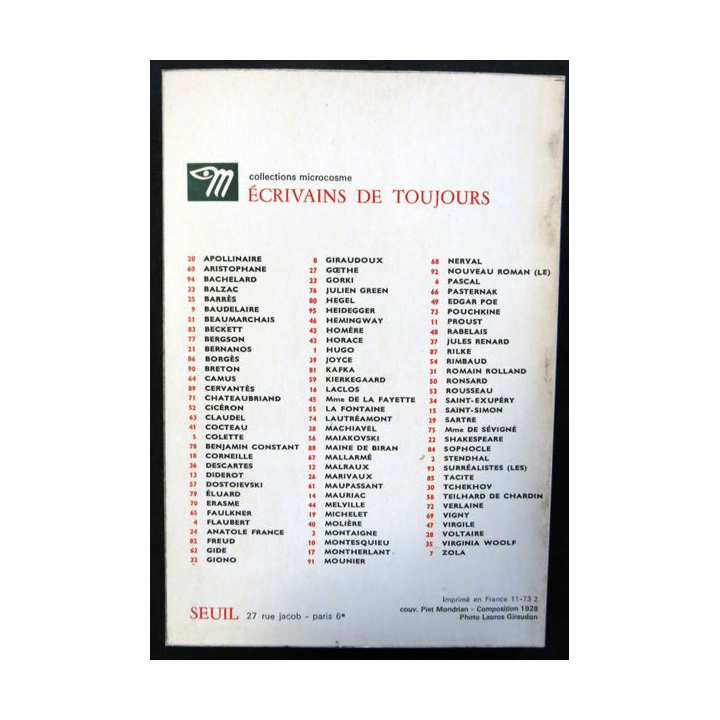 collections microcosme
ÉCRIVAINS DE TOUJOURS
20 APOLLINAIRE
60 ARISTOPHANE
94 BACHELARD
33 BALZAC
25 BARRÈS
9 BAUDELAIRE
51 BEAUMARCHAIS
83 BECKETT
77 BERGSON
21 BERNANOS
86 BORGÈS
90 BRETON
64 CAMUS
89 CERVANTÈS
71 CHATEAUBRIAND
52 CICÉRON
63 CLAUDEL
41 COCTEAU
5 COLETTE
78 BENJAMIN CONSTANT
18 CORNEILLE
36 DESCARTES
13 DIDEROT
57 DOSTOIEVSKI
79 ÉLUARD
70 ERASME
65 FAULKNER
4 FLAUBERT
24 ANATOLE FRANCE
82 FREUD
62 GIDE
32 GIONO
8 GIRAUDOUX
27 GŒTHE
23 GORKI
76 JULIEN GREEN
80 HEGEL
95 HEIDEGGER
46 HEMINGWAY
43 HOMÈRE
42 HORACE
1 HUGO
39 JOYCE
81 KAFKA
59 KIERKEGAARD
16 LACLOS
45 Mme DE LA FAYETTE
55 LA FONTAINE
74 LAUTRÉAMONT
38 MACHIAVEL
56 MAIAKOVSKI
88 MAINE DE BIRAN
67 MALLARMÉ
12 MALRAUX
26 MARIVAUX
61 MAUPASSANT
14 MAURIAC
44 MELVILLE
19 MICHELET
40 MOLIÈRE
3 MONTAIGNE
10 MONTESQUIEU
17 MONTHERLANT
91 MOUNIER
68 NERVAL
92 NOUVEAU ROMAN (LE)
6 PASCAL
66 PASTERNAK
49 EDGAR POE
73 POUCHKINE
11 PROUST
48 RABELAIS
37 JULES RENARD
87 RILKE
54 RIMBAUD
31 ROMAIN ROLLAND
50 RONSARD
53 ROUSSEAU
34 SAINT-EXUPÉRY
15 SAINT-SIMON
29 SARTRE
75 Mme DE SÉVIGNÉ
22 SHAKESPEARE
84 SOPHOCLE
2 STENDHAL
93 SURRÉALISTES (LES)
85 TACITE
30 TCHEKHOV
58 TEILHARD DE CHARDIN
72 VERLAINE
69 VIGNY
47 VIRGILE
28 VOLTAIRE
35 VIRGINIA WOOLF
7 ZOLA
Imprimé en France 11-73 2
couv. Piet Mondrian - Composition 1928
Photo Lauros Giraudon
SEUIL 27 rue jacob - paris 6e